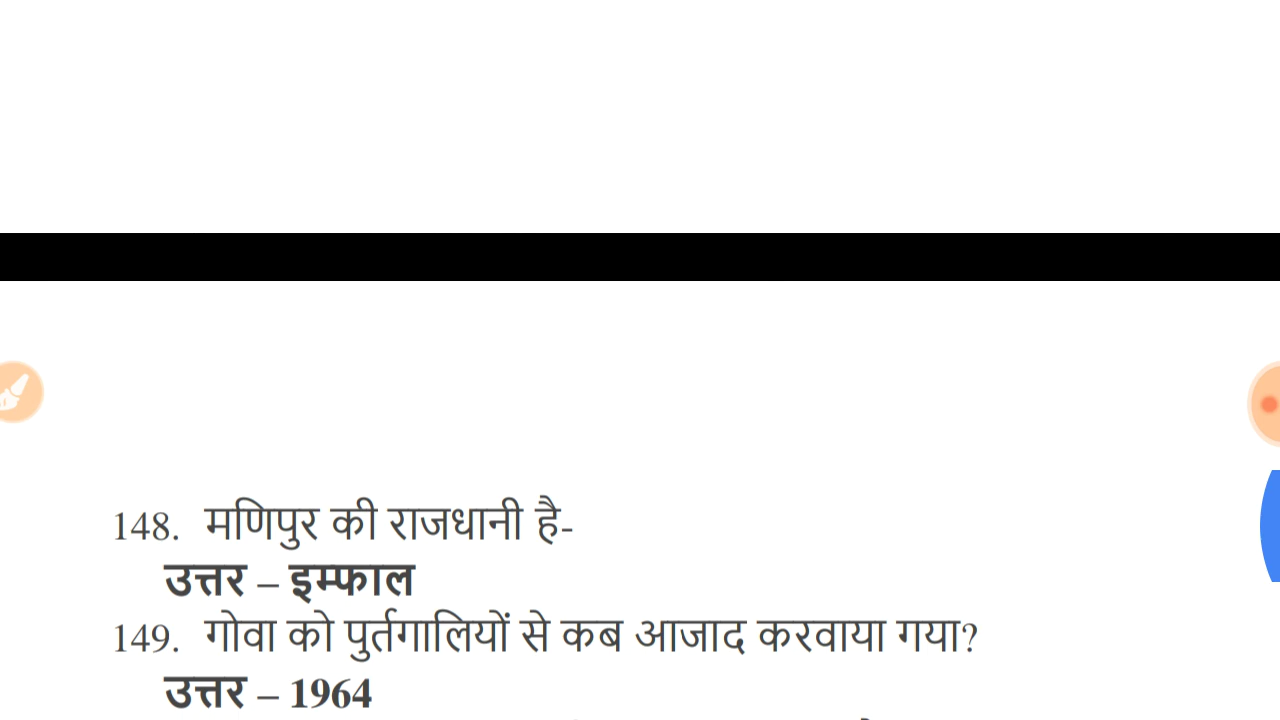 148. मणिपुर की राजधानी है-
उत्तर – इम्फाल
149. गोवा को पुर्तगालियों से कब आजाद करवाया गया?
उत्तर – 1964